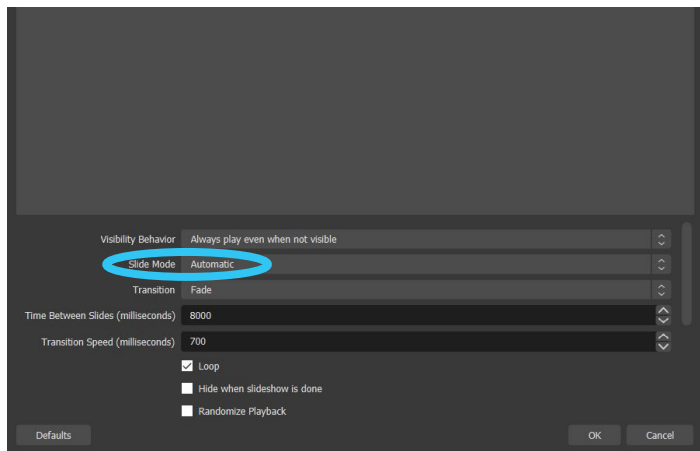 Visibility Behavior Always play even when not visible
Slide Mode Automatic
Transition Fade
Time Between Slides (milliseconds) 8000
Transition Speed (milliseconds) 700
Loop
Hide when slideshow is done
Randomize Playback
Defaults OK Cancel